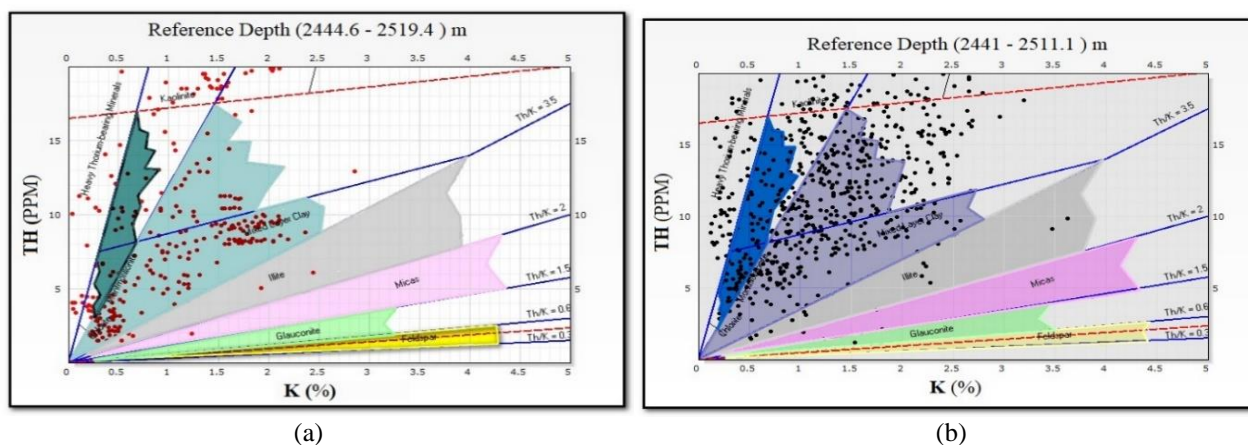 Reference Depth (2444.6 - 2519.4 ) m
0 0.5 1 1.5 2 2.5 3 3.5 4 4.5 5
Kaolinite
Heavy Thorium-bearing Minerals
Th/K = 3.5
15 15
TH (PPM)
10 10
Mixed Layer Clay
Th/K = 2
Illite
Micas
Th/K = 1.5
5 5
Glauconite
Th/K = 0.6
Feldspar
Th/K = 0.3
0 0.5 1 1.5 2 2.5 3 3.5 4 4.5 5
K (%)
(a)
Reference Depth (2441 - 2511.1 ) m
0 0.5 1 1.5 2 2.5 3 3.5 4 4.5 5
Kaolinite
Heavy Thorium-bearing Minerals
Th/K = 3.5
15 15
TH (PPM)
10 10
Mixed Layer Clay
Th/K = 2
Illite
Micas
Th/K = 1.5
5 5
Glauconite
Th/K = 0.6
Feldspar
Th/K = 0.3
0 0.5 1 1.5 2 2.5 3 3.5 4 4.5 5
K (%)
(b)